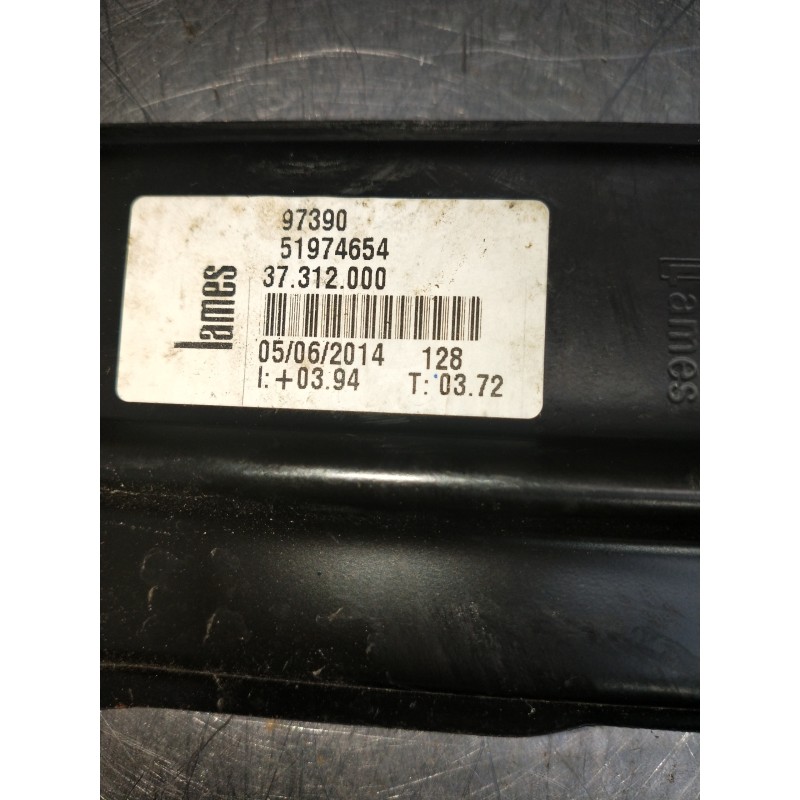 97390
51974654
37.312.000
lames
05/06/2014 128
I:+03.94 T: 03.72
lames